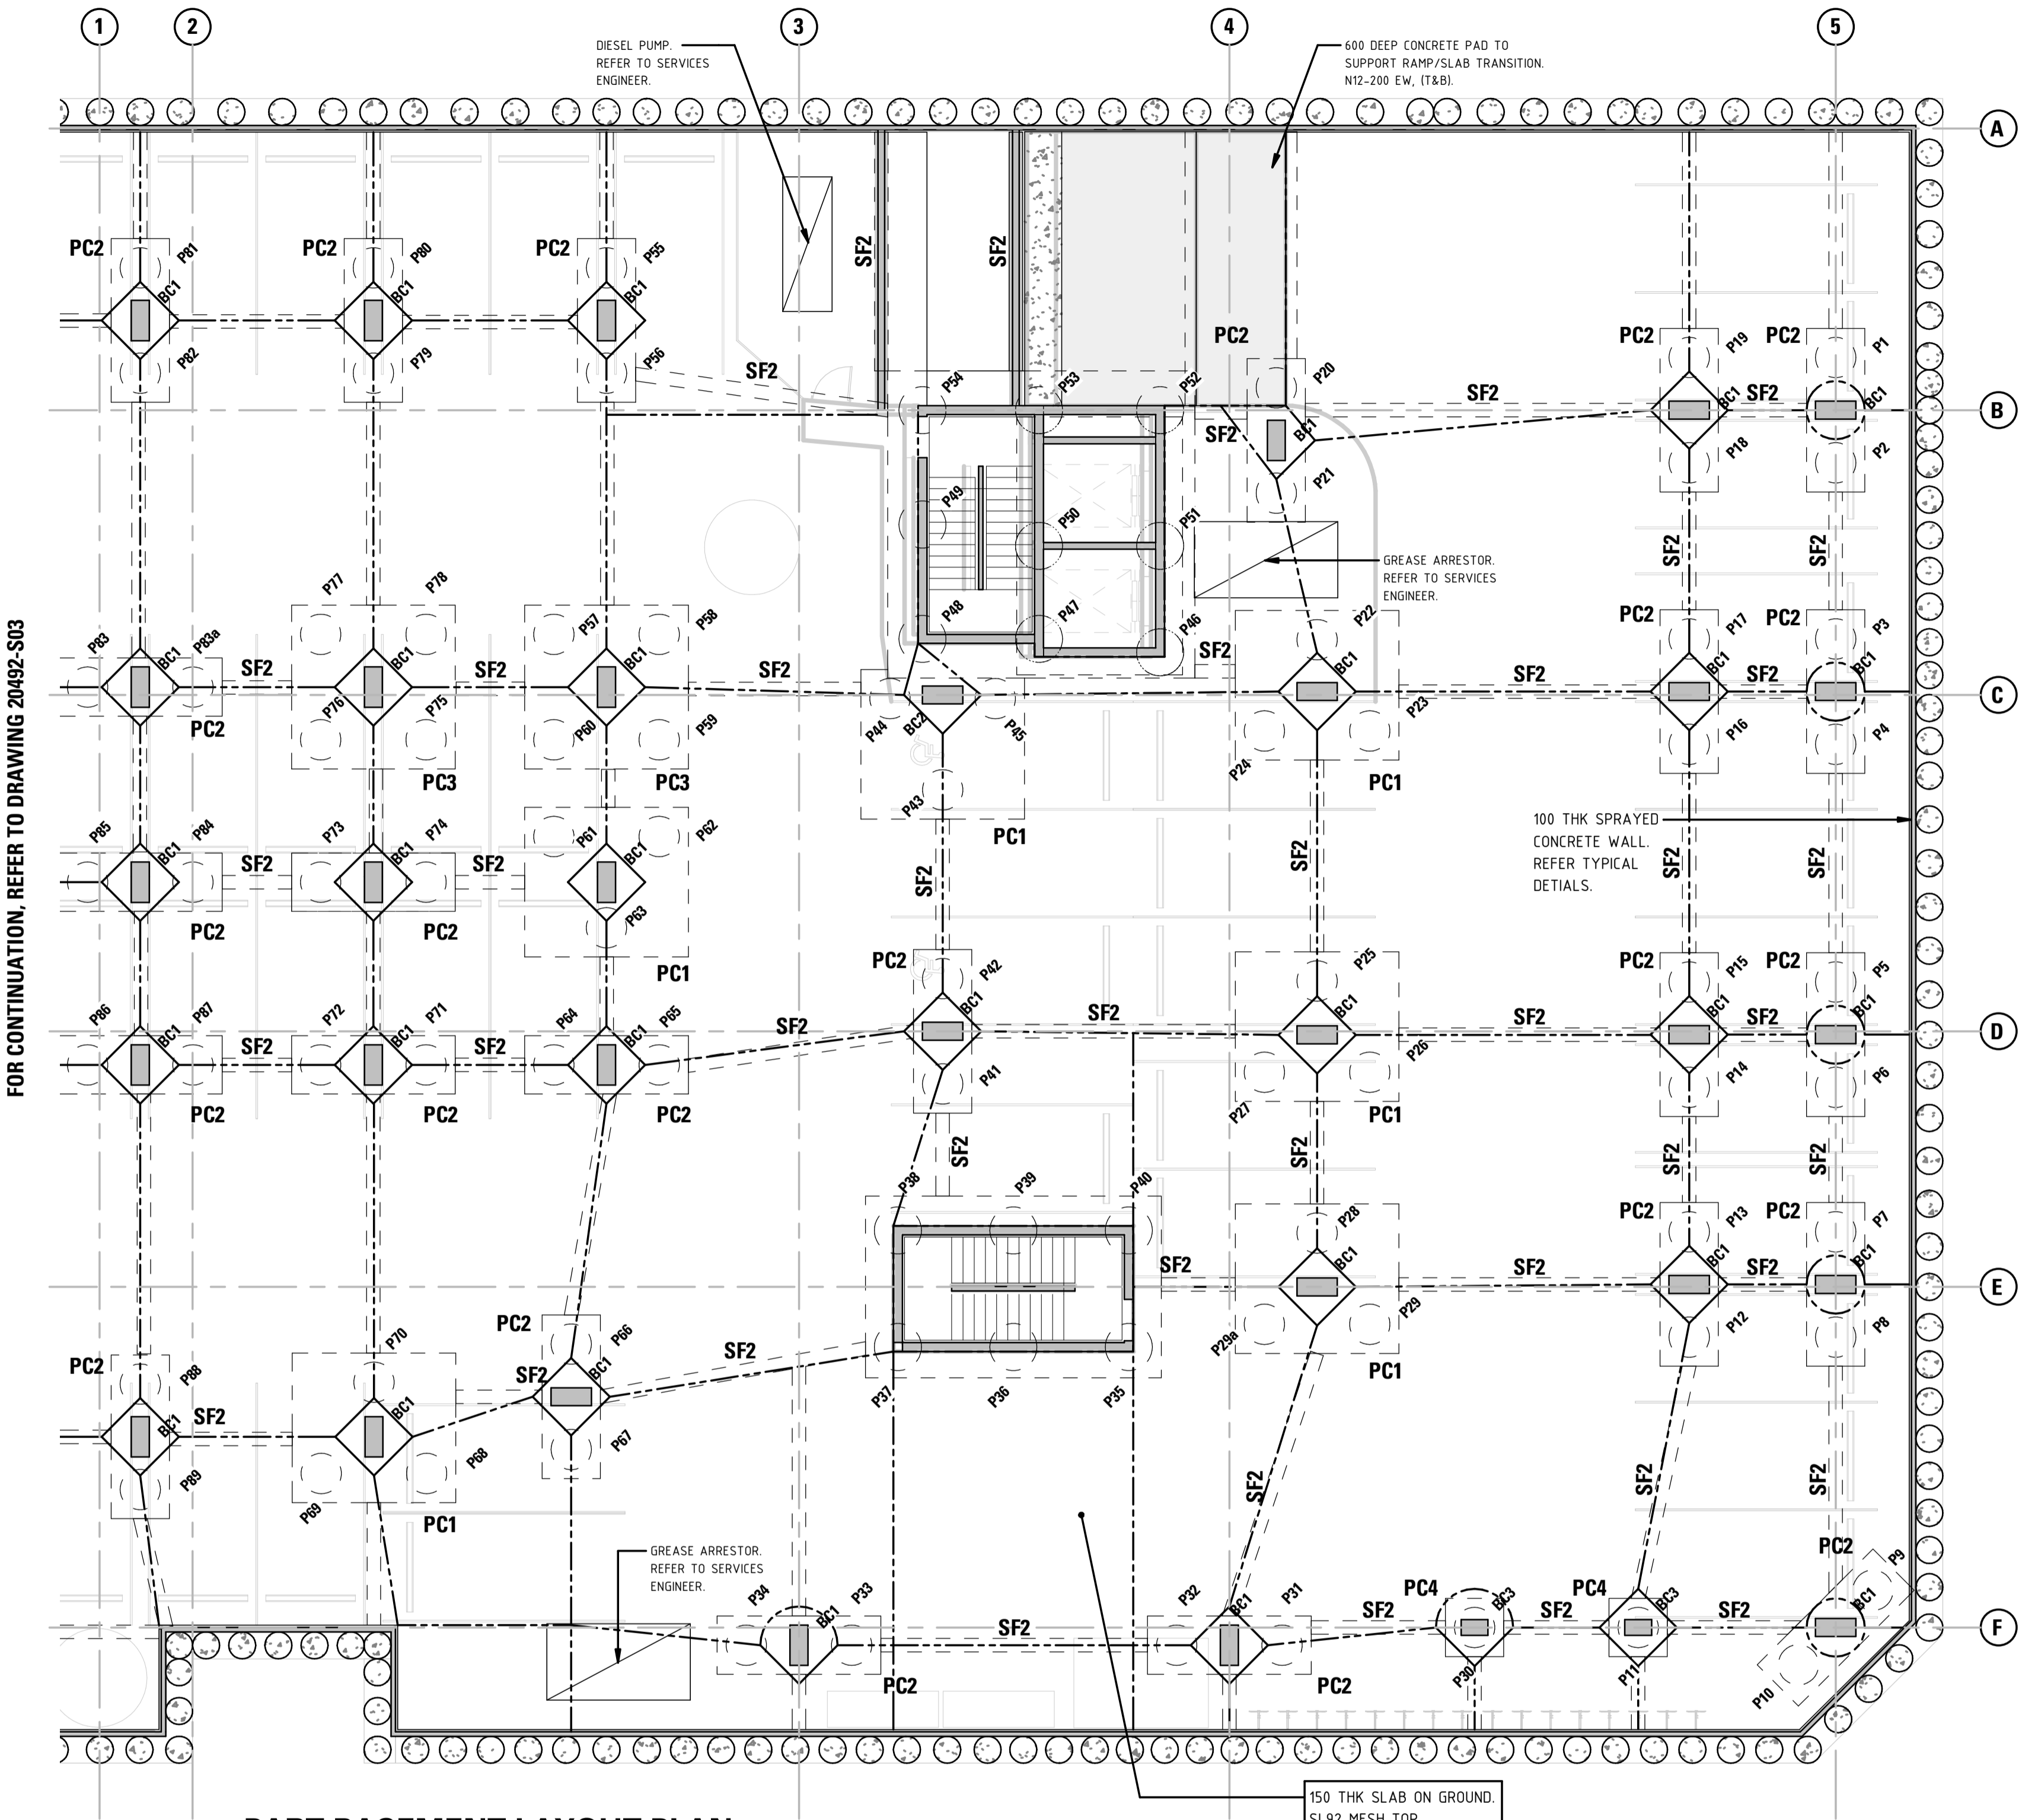 1
2
3
4
5
DIESEL PUMP.
REFER TO SERVICES
ENGINEER.
600 DEEP CONCRETE PAD TO
SUPPORT RAMP/SLAB TRANSITION.
N12-200 EW, (T&B).
A
PC2
P81
PC2
P80
PC2
P55
SF2
SF2
BC1
BC1
BC1
PC2
P19
PC2
P1
PC2
P20
P82
P79
P56
SF2
P54
P53
P52
SF2
BC1
SF2
BC1
SF2
BC1
B
P21
P18
P2
P49
P50
P51
SF2
SF2
GREASE ARRESTOR.
REFER TO SERVICES
ENGINEER.
FOR CONTINUATION, REFER TO DRAWING 20492-S03
P77
P78
P57
P58
P48
P47
P46
P22
PC2
P17
PC2
P3
P83
BC1
P83a
SF2
BC1
SF2
BC1
SF2
SF2
BC1
SF2
BC1
SF2
BC1
C
PC2
P76
P75
P60
P59
P44
BC2
P45
P23
P16
P4
P24
PC3
PC3
PC1
P43
PC1
100 THK SPRAYED
CONCRETE WALL.
REFER TYPICAL
DETIALS.
P85
BC1
P84
SF2
P73
BC1
P74
SF2
P61
BC1
P62
SF2
SF2
SF2
SF2
P63
PC2
PC2
PC1
PC2
P42
P25
PC2
P15
PC2
P5
P86
BC1
P87
SF2
P72
BC1
P71
SF2
P64
BC1
P65
SF2
BC1
SF2
BC1
SF2
BC1
SF2
BC1
D
P26
PC2
PC2
PC2
P41
P27
PC1
P14
P6
SF2
SF2
SF2
SF2
P38
P39
P40
P28
PC2
P13
PC2
P7
SF2
BC1
SF2
BC1
SF2
BC1
E
P29a
P29
PC1
P12
P8
PC2
P88
P70
PC2
P66
SF2
BC1
SF2
BC1
SF2
BC1
P37
P36
P35
P89
P69
P68
P67
PC1
SF2
SF2
SF2
GREASE ARRESTOR.
REFER TO SERVICES
ENGINEER.
P34
BC1
P33
SF2
P32
BC1
P31
SF2
PC4
BC3
SF2
PC4
BC3
SF2
PC2
P9
BC1
F
PC2
PC2
P30
P11
P10
150 THK SLAB ON GROUND.